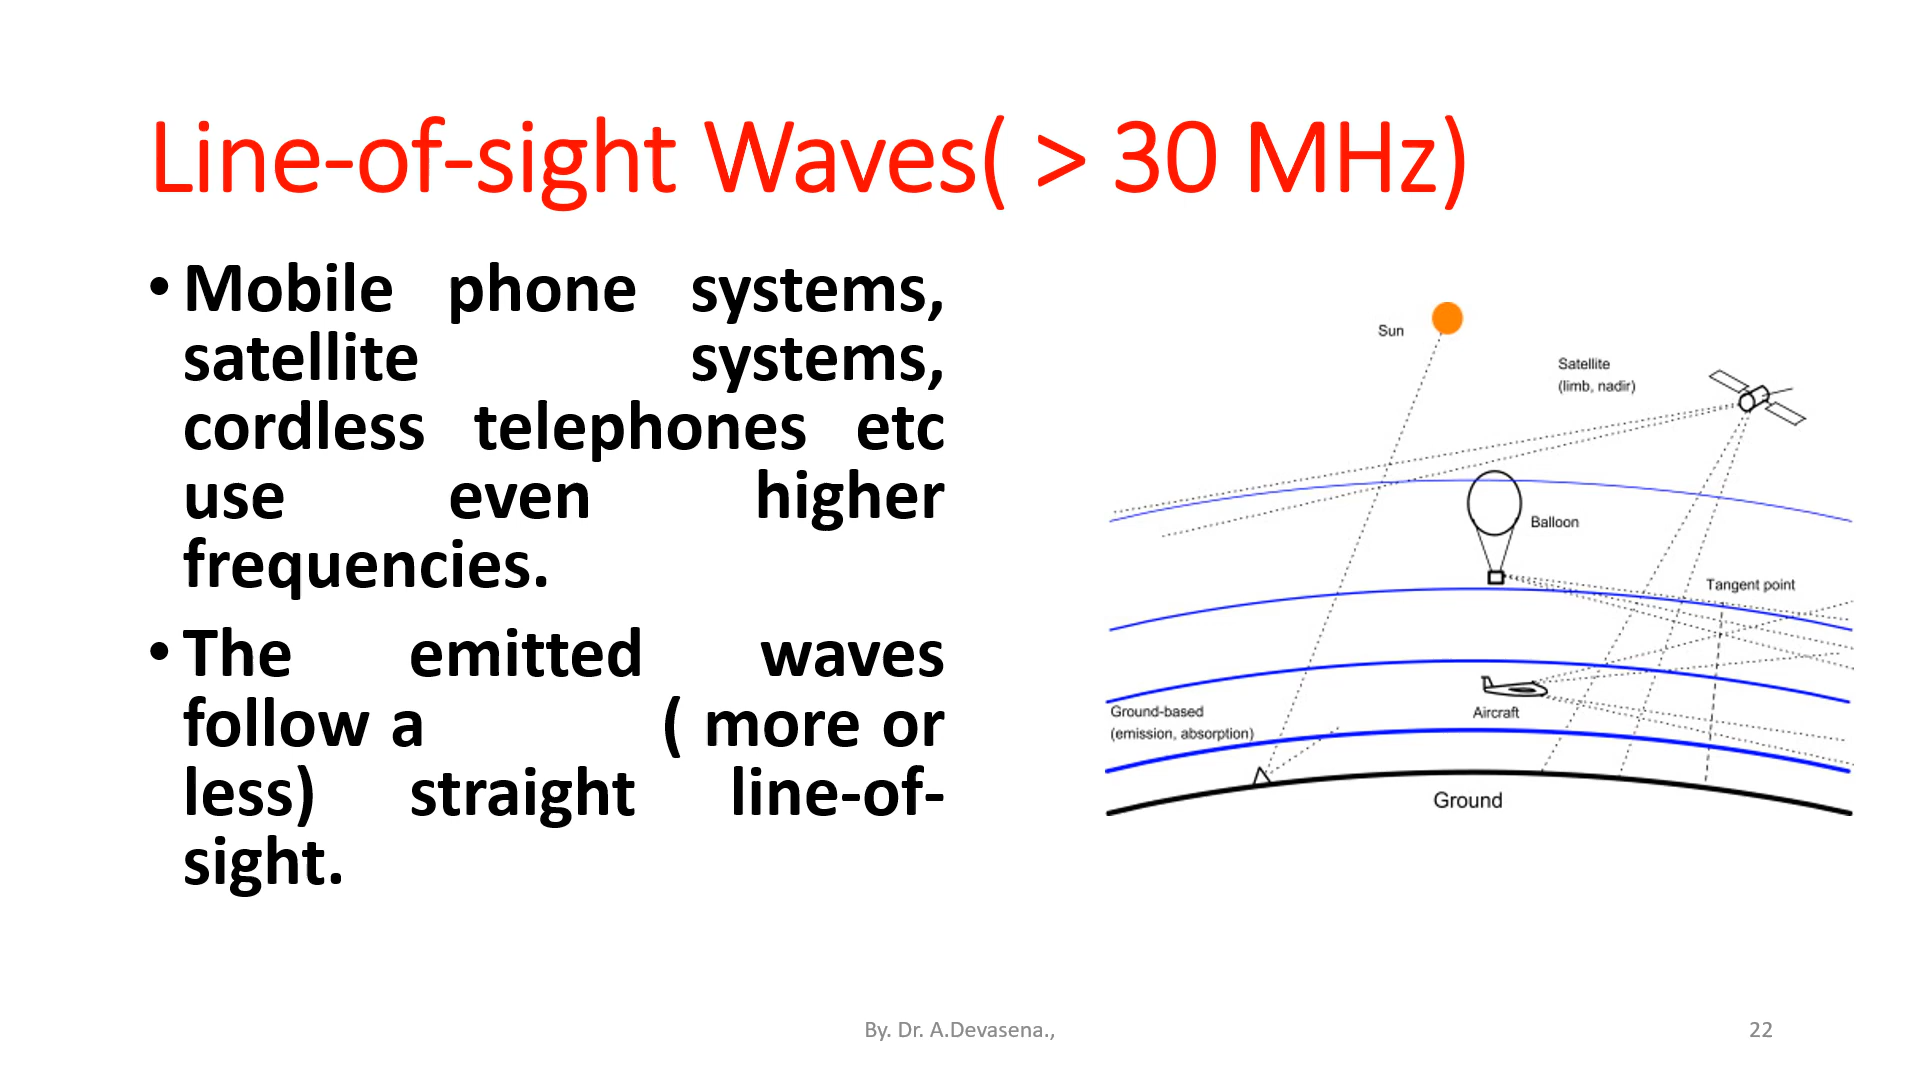 Line-of-sight Waves( > 30 MHz)
• Mobile phone systems,
satellite systems,
cordless telephones etc
use even higher
frequencies.
• The emitted waves
follow a ( more or
less) straight line-of-
sight.
Sun
Satellite
(limb, nadir)
Balloon
Tangent point
Ground-based
(emission, absorption)
Aircraft
Ground
By. Dr. A.Devasena.,
22